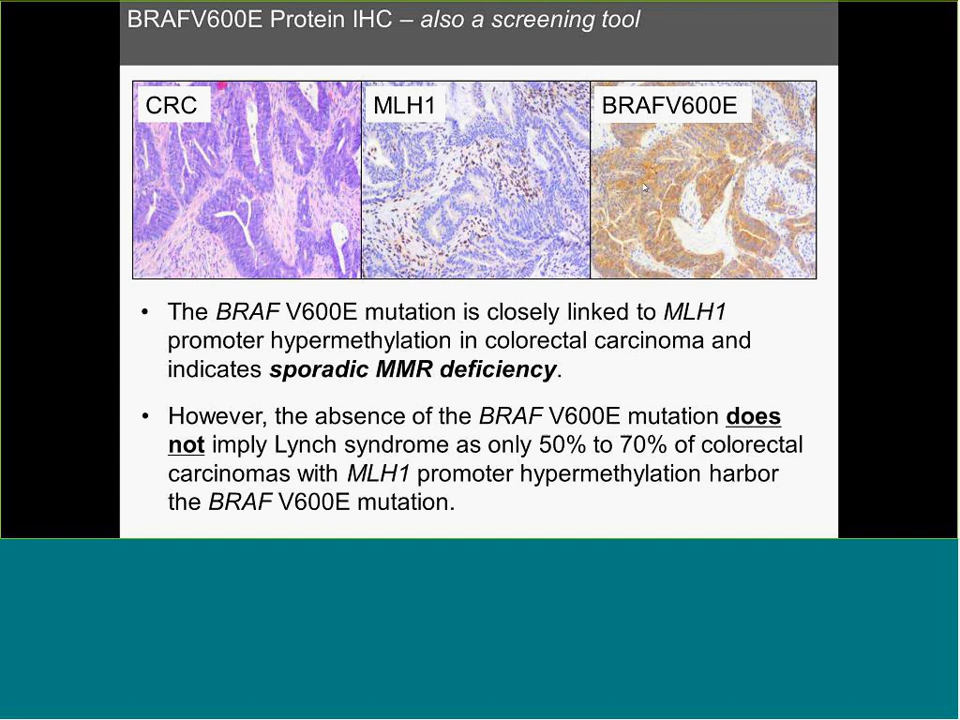 BRAFV600E Protein IHC – also a screening tool
CRC
MLH1
BRAFV600E
• The BRAF V600E mutation is closely linked to MLH1
promoter hypermethylation in colorectal carcinoma and
indicates sporadic MMR deficiency.
• However, the absence of the BRAF V600E mutation does
not imply Lynch syndrome as only 50% to 70% of colorectal
carcinomas with MLH1 promoter hypermethylation harbor
the BRAF V600E mutation.